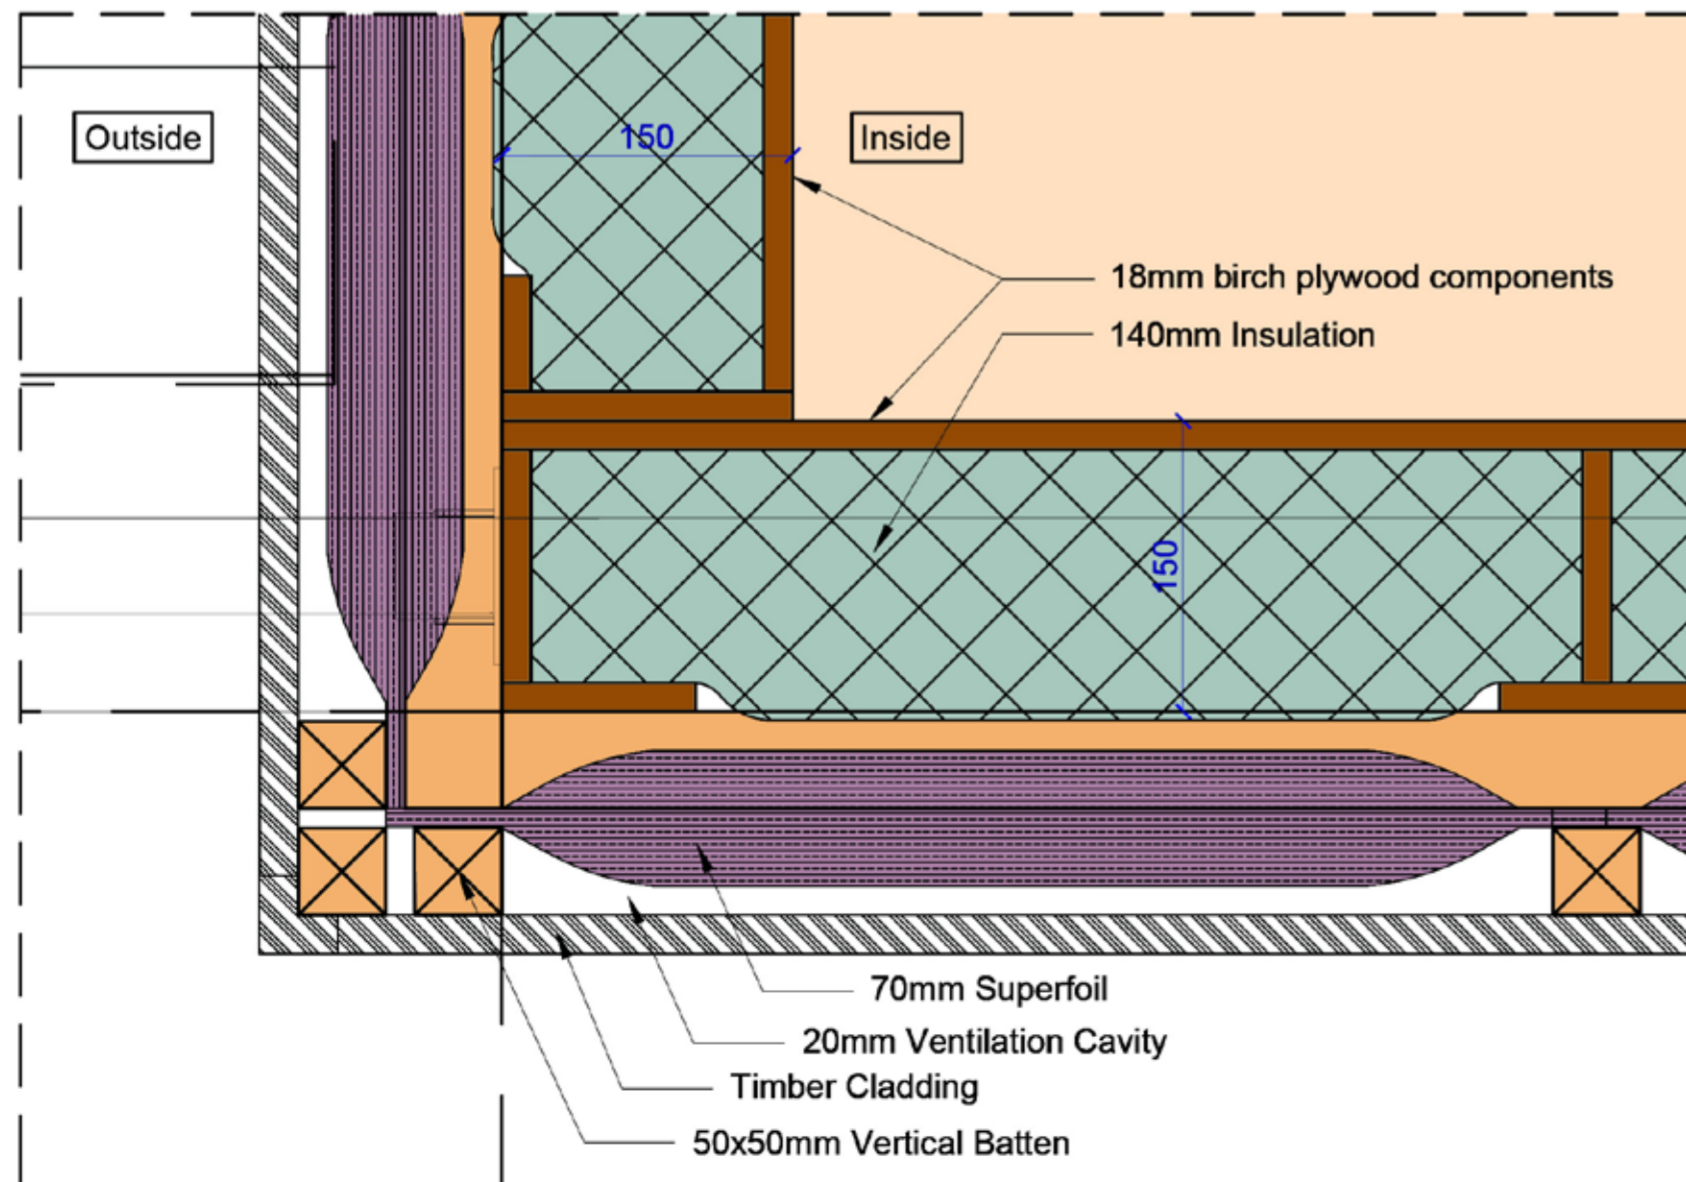 Outside
150
Inside
18mm birch plywood components
140mm Insulation
150
70mm Superfoil
20mm Ventilation Cavity
Timber Cladding
50x50mm Vertical Batten